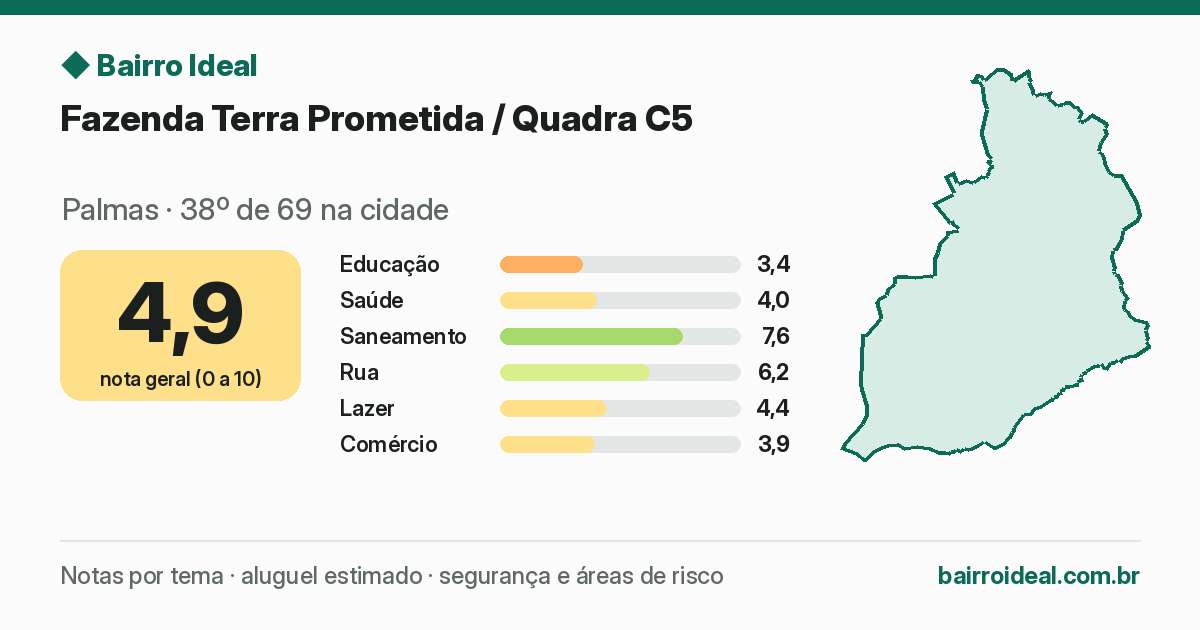 Bairro Ideal
Fazenda Terra Prometida / Quadra C5
Palmas · 38º de 69 na cidade
4,9
nota geral (0 a 10)
Educação 3,4
Saúde 4,0
Saneamento 7,6
Rua 6,2
Lazer 4,4
Comércio 3,9
Notas por tema · aluguel estimado · segurança e áreas de risco
bairroideal.com.br